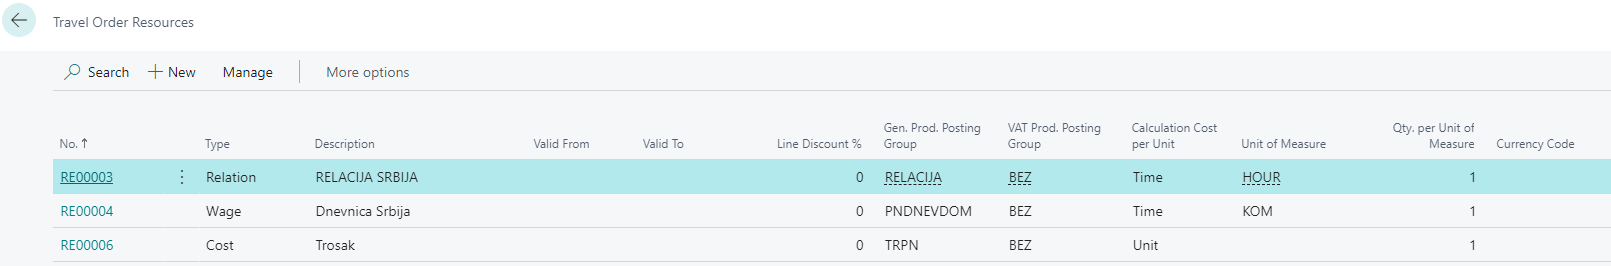 Travel Order Resources
Search New Manage More options
No. ↑ Type Description Valid From Valid To Line Discount % Gen. Prod. Posting Group VAT Prod. Posting Group Calculation Cost per Unit Unit of Measure Qty. per Unit of Measure Currency Code
RE00003 Relation RELACIJA SRBIJA 0 RELACIJA BEZ Time HOUR 1
RE00004 Wage Dnevnica Srbija 0 PNDNEVDOM BEZ Time KOM 1
RE00006 Cost Trosak 0 TRPN BEZ Unit 1